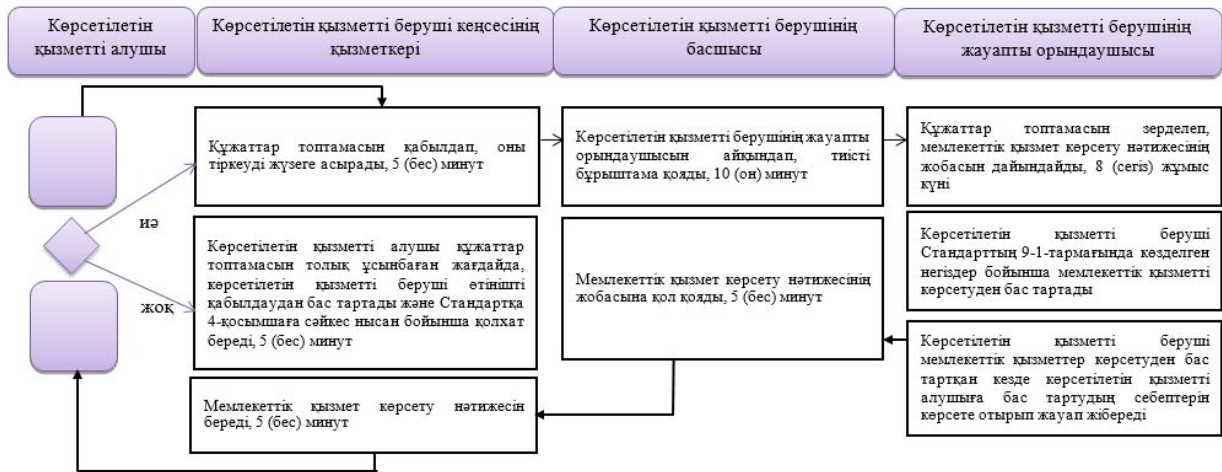 Көрсетілетін
қызметті алушы
Көрсетілетін қызметті беруші кеңсесінің
қызметкері
Көрсетілетін қызметті берушінің
басшысы
Көрсетілетін қызметті берушінің
жауапты орындаушысы
Құжаттар топтамасын қабылдап, оны
тіркеуді жүзеге асырады, 5 (бес) минут
Көрсетілетін қызметті берушінің жауапты
орындаушысын айқындап, тиісті
бұрыштама қояды, 10 (он) минут
Құжаттар топтамасын зерделеп,
мемлекеттік қызмет көрсету нәтижесінің
жобасын дайындайды, 8 (сегіз) жұмыс
күні
иә
жоқ
Көрсетілетін қызметті алушы құжаттар
топтамасын толық ұсынбаған жағдайда,
көрсетілетін қызметті беруші өтінішті
қабылдаудан бас тартады және Стандартқа
4-қосымшаға сәйкес нысан бойынша қолхат
береді, 5 (бес) минут
Мемлекеттік қызмет көрсету нәтижесінің
жобасына қол қояды, 5 (бес) минут
Көрсетілетін қызметті беруші
Стандарттың 9-1-тармағында көзделген
негіздер бойынша мемлекеттік қызметті
көрсетуден бас тартады
Көрсетілетін қызметті беруші
мемлекеттік қызметтер көрсетуден бас
тартқан кезде көрсетілетін қызметті
алушыға бас тартудың себептерін
көрсете отырып жауап жібереді
Мемлекеттік қызмет көрсету нәтижесін
береді, 5 (бес) минут